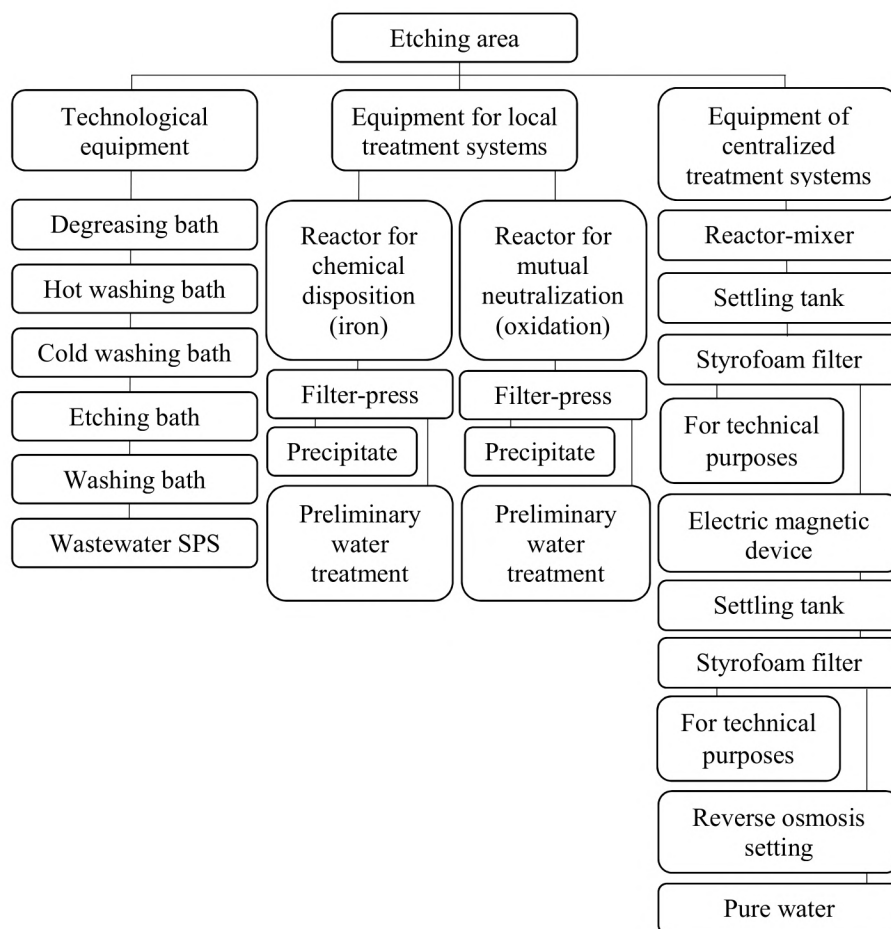 Etching area
Technological
equipment
Degreasing bath
Hot washing bath
Cold washing bath
Etching bath
Washing bath
Wastewater SPS
Equipment for local
treatment systems
Reactor for
chemical
disposition
(iron)
Filter-press
Precipitate
Preliminary
water
treatment
Reactor for
mutual
neutralization
(oxidation)
Filter-press
Precipitate
Preliminary
water
treatment
Equipment of
centralized
treatment systems
Reactor-mixer
Settling tank
Styrofoam filter
For technical
purposes
Electric magnetic
device
Settling tank
Styrofoam filter
For technical
purposes
Reverse osmosis
setting
Pure water